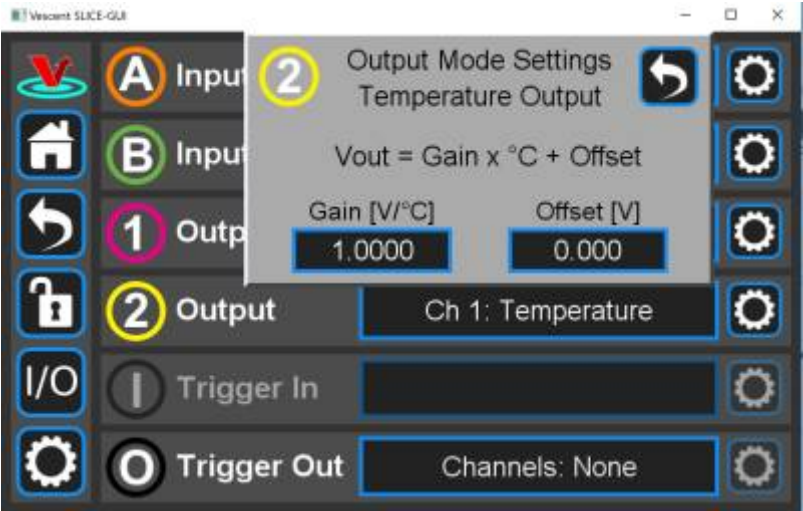 Vescent SLICE-GUI
A Input
2 Output Mode Settings
Temperature Output
Vout = Gain x °C + Offset
Gain [V/°C] Offset [V]
1.0000 0.000
B Input
1 Outp
2 Output Ch 1: Temperature
I/O
I Trigger In
O Trigger Out Channels: None